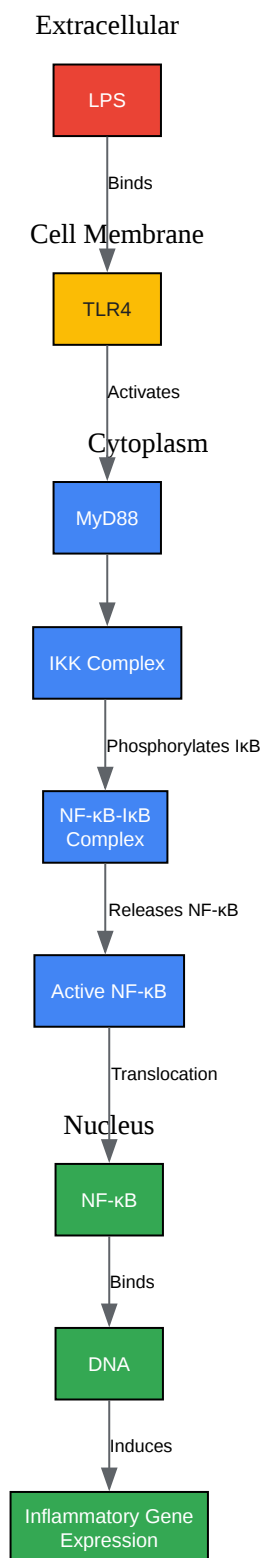 Extracellular
LPS
Binds
Cell Membrane
TLR4
Activates
Cytoplasm
MyD88
IKK Complex
Phosphorylates IκB
NF-κB-IκB
Complex
Releases NF-κB
Active NF-κB
Translocation
Nucleus
NF-κB
Binds
DNA
Induces
Inflammatory Gene
Expression